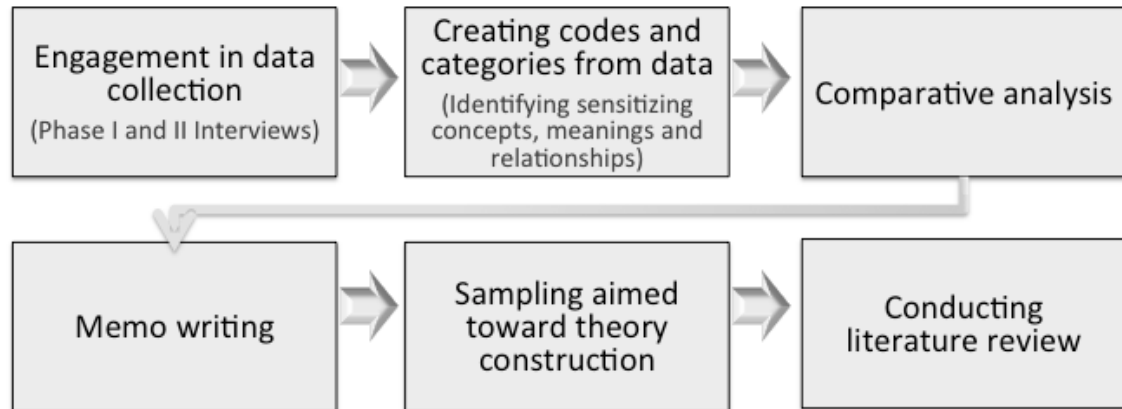 Engagement in data
collection
(Phase I and II Interviews)
Creating codes and
categories from data
(Identifying sensitizing
concepts, meanings and
relationships)
Comparative analysis
Memo writing
Sampling aimed
toward theory
construction
Conducting
literature review